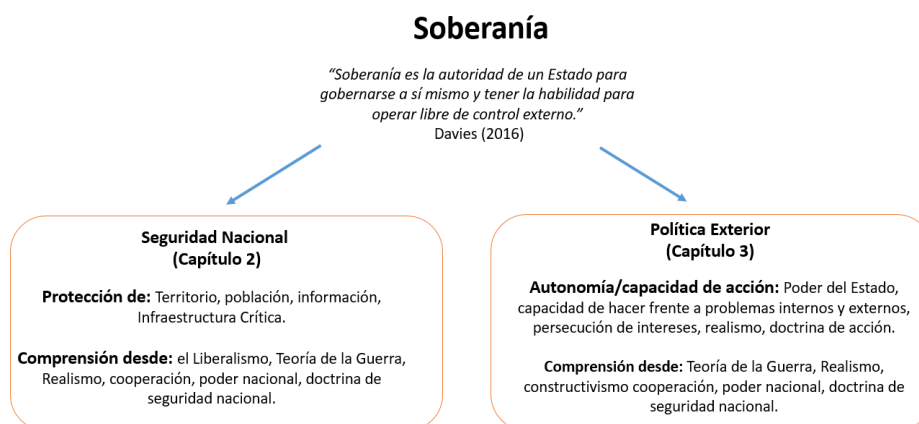 Soberanía
“Soberanía es la autoridad de un Estado para
gobernarse a sí mismo y tener la habilidad para
operar libre de control externo.”
Davies (2016)
Seguridad Nacional
(Capítulo 2)
Protección de: Territorio, población, información,
Infraestructura Crítica.
Comprensión desde: el Liberalismo, Teoría de la Guerra,
Realismo, cooperación, poder nacional, doctrina de
seguridad nacional.
Política Exterior
(Capítulo 3)
Autonomía/capacidad de acción: Poder del Estado,
capacidad de hacer frente a problemas internos y externos,
persecución de intereses, realismo, doctrina de acción.
Comprensión desde: Teoría de la Guerra, Realismo,
constructivismo cooperación, poder nacional, doctrina de
seguridad nacional.